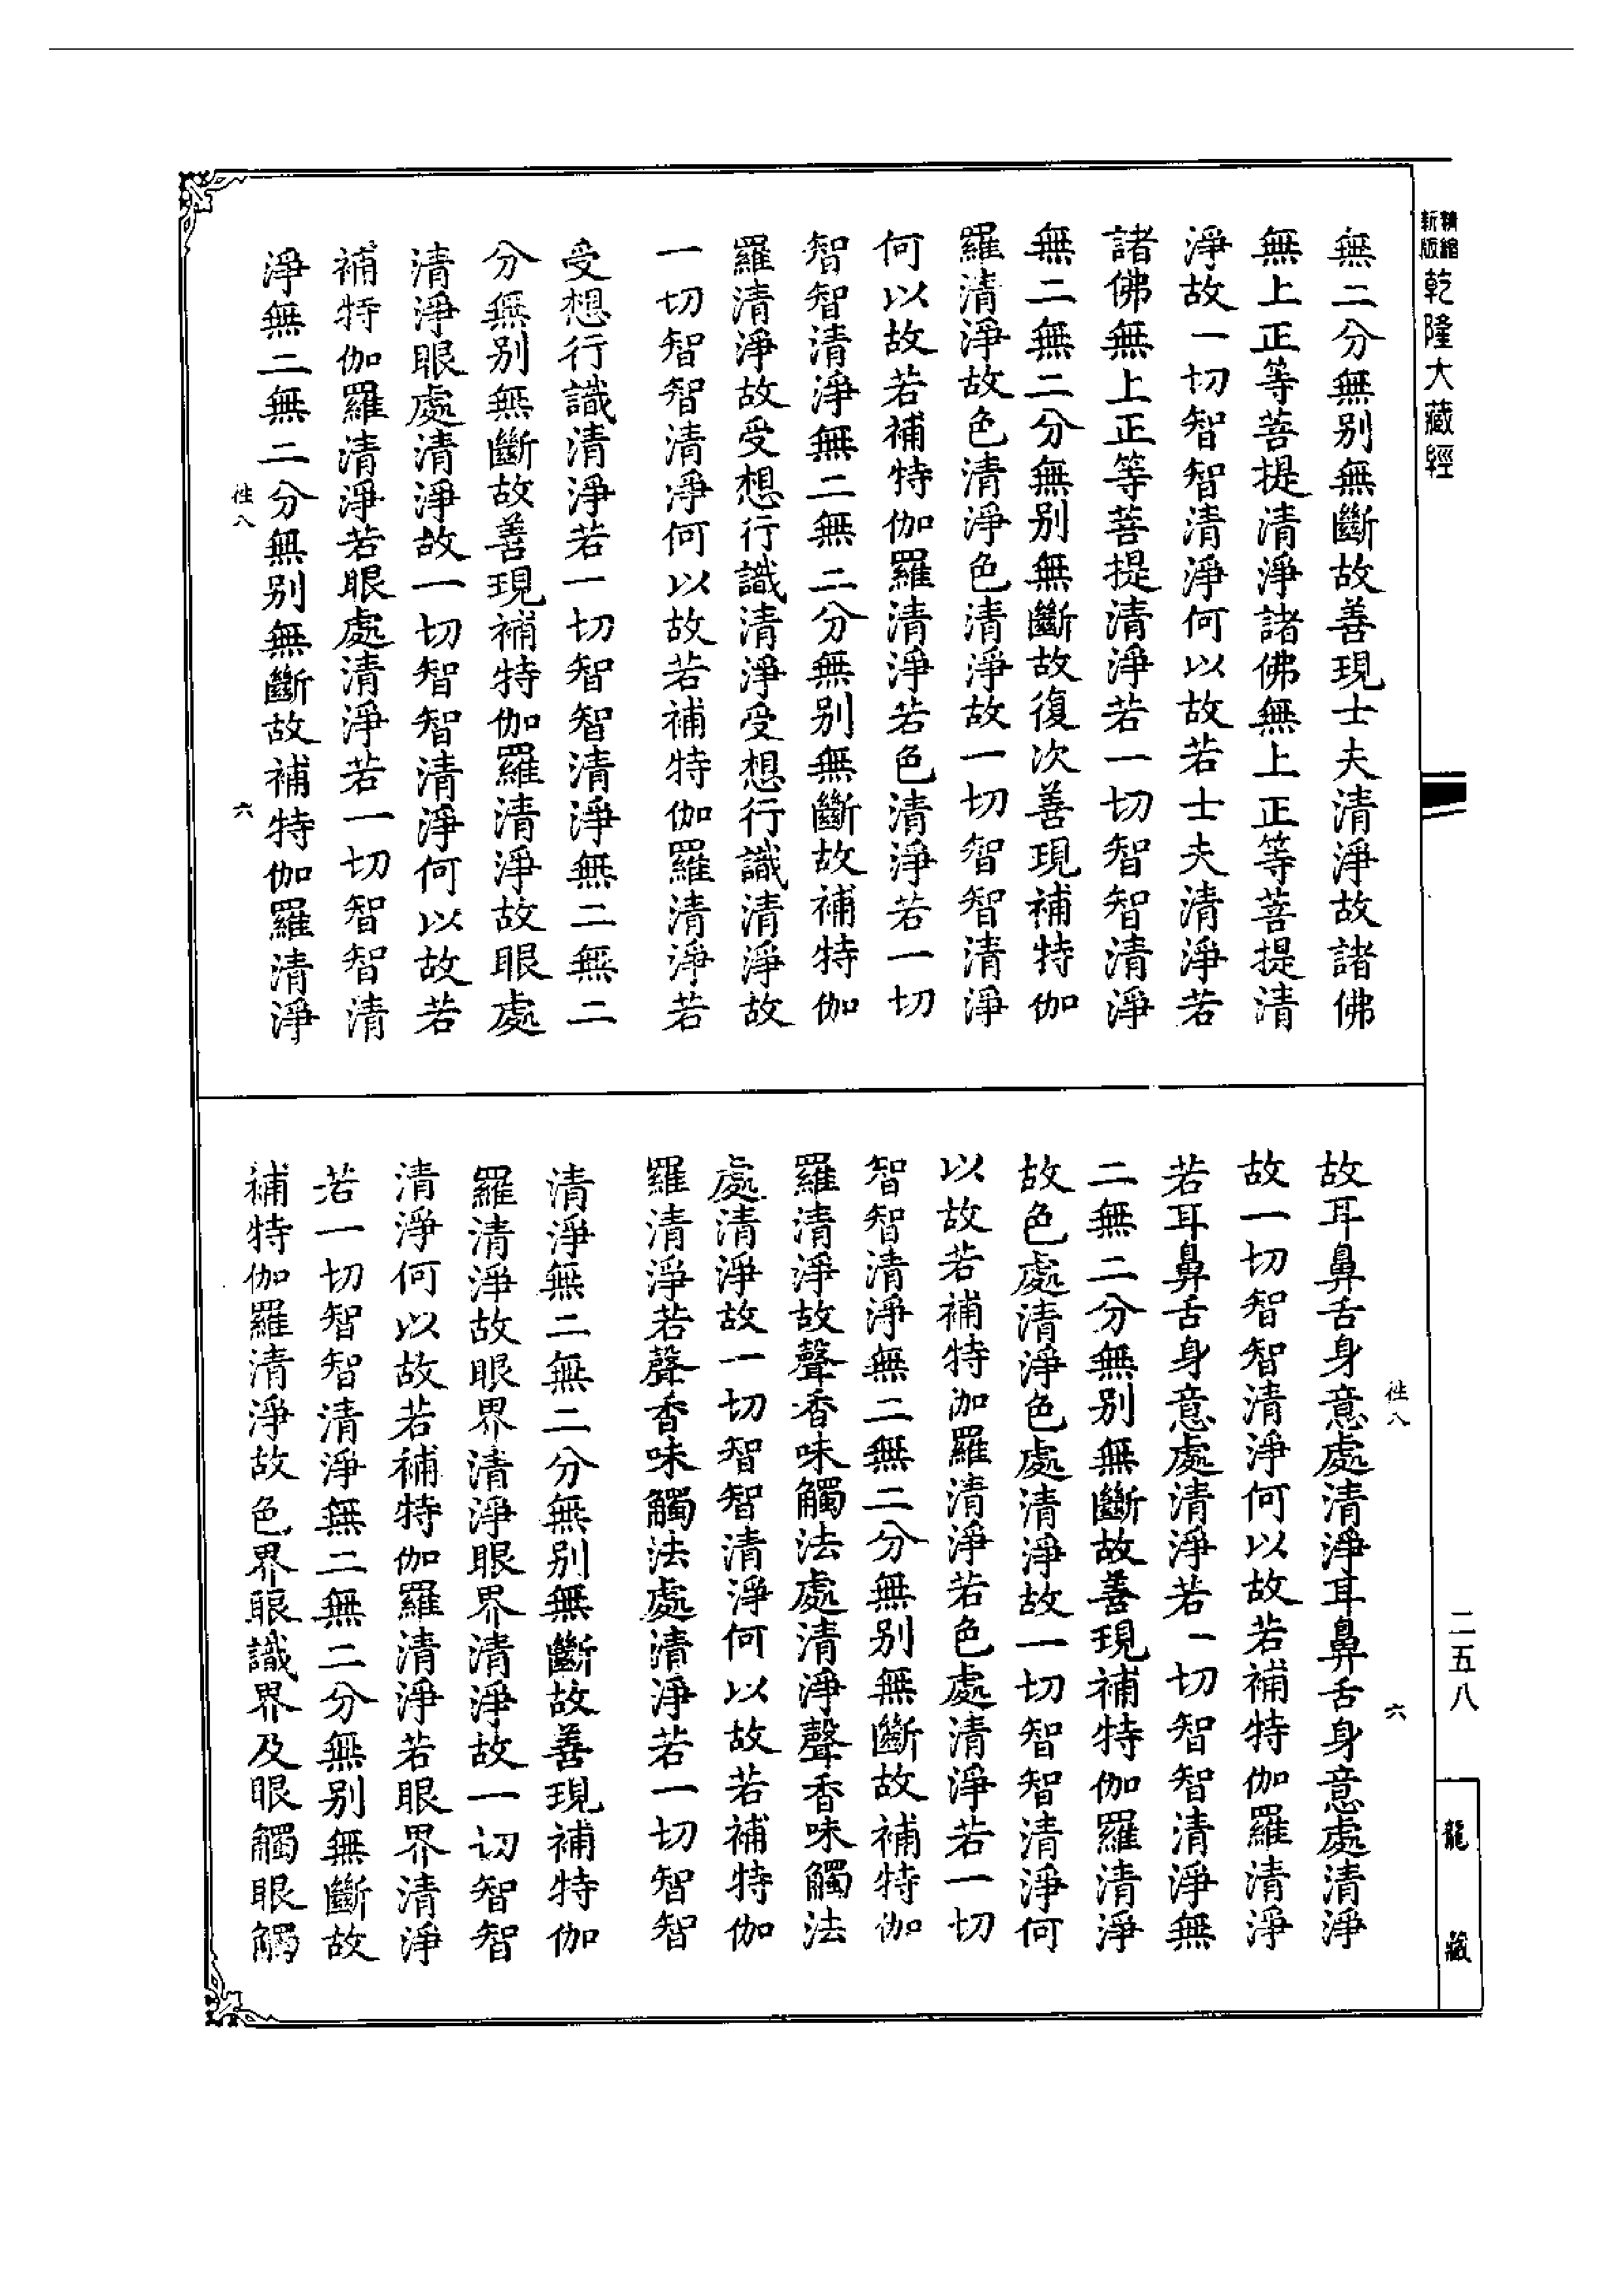 精縮新版乾隆大藏經
無二分無别無斷故善現士夫清淨故諸佛
無上正等菩提清淨諸佛無上正等菩提清
淨故一切智智清淨何以故若士夫清淨若
諸佛無上正等菩提清淨若一切智智清淨
無二無二分無别無斷故復次善現補特伽
羅清淨故色清淨色清淨故一切智智清淨
何以故若補特伽羅清淨若色清淨若一切
智智清淨無二無二分無别無斷故補特伽
羅清淨故受想行識清淨受想行識清淨故
一切智智清淨何以故若補特伽羅清淨若
受想行識清淨若一切智智清淨無二無二
分無别無斷故善現補特伽羅清淨故眼處
清淨眼處清淨故一切智智清淨何以故若
補特伽羅清淨若眼處清淨若一切智智清
淨無二無二分無别無斷故補特伽羅清淨
徃八 六
二五八
龍藏
徃八 六
故耳鼻舌身意處清淨耳鼻舌身意處清淨
故一切智智清淨何以故若補特伽羅清淨
若耳鼻舌身意處清淨若一切智智清淨無
二無二分無别無斷故善現補特伽羅清淨
故色處清淨色處清淨故一切智智清淨何
以故若補特伽羅清淨若色處清淨若一切
智智清淨無二無二分無别無斷故補特伽
羅清淨故聲香味觸法處清淨聲香味觸法
處清淨故一切智智清淨何以故若補特伽
羅清淨若聲香味觸法處清淨若一切智智
清淨無二無二分無别無斷故善現補特伽
羅清淨故眼界清淨眼界清淨故一切智智
清淨何以故若補特伽羅清淨若眼界清淨
若一切智智清淨無二無二分無别無斷故
補特伽羅清淨故色界眼識界及眼觸眼觸